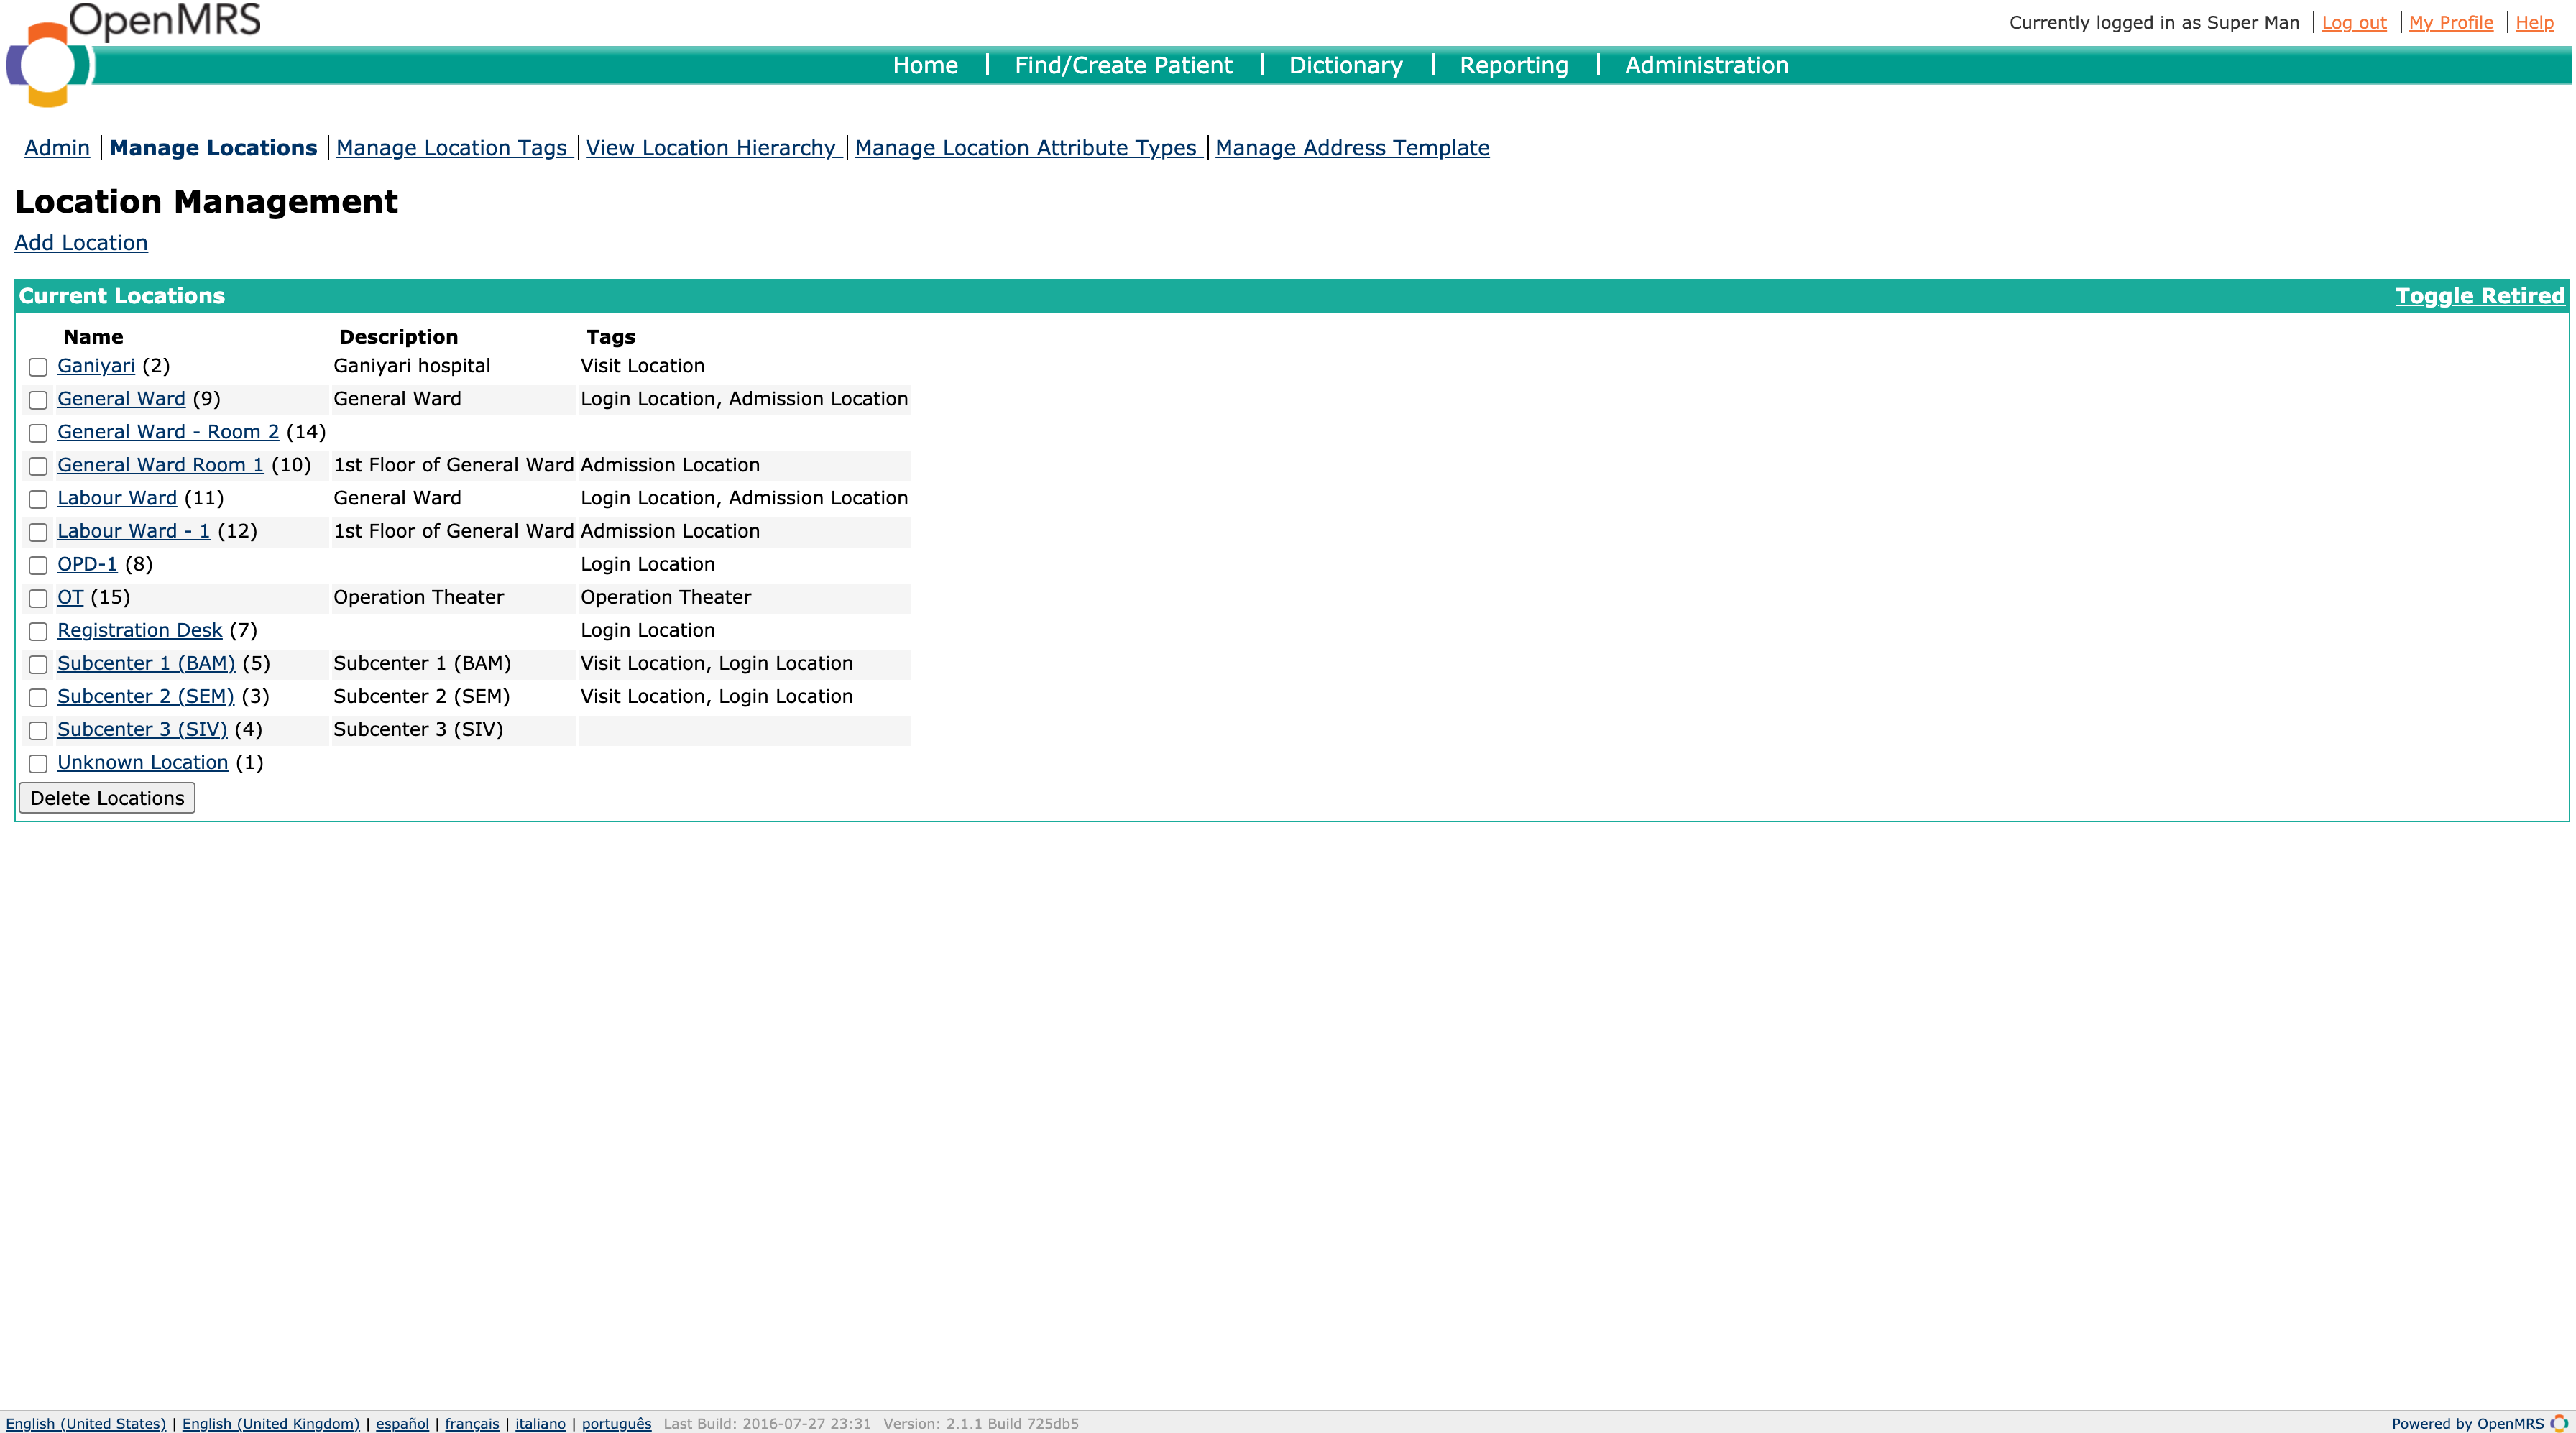 OpenMRS
Currently logged in as Super Man | Log out | My Profile | Help
Home | Find/Create Patient | Dictionary | Reporting | Administration
Admin | Manage Locations | Manage Location Tags | View Location Hierarchy | Manage Location Attribute Types | Manage Address Template
Location Management
Add Location
Current Locations Toggle Retired
Name Description Tags
Ganiyari (2) Ganiyari hospital Visit Location
General Ward (9) General Ward Login Location, Admission Location
General Ward - Room 2 (14)
General Ward Room 1 (10) 1st Floor of General Ward Admission Location
Labour Ward (11) General Ward Login Location, Admission Location
Labour Ward - 1 (12) 1st Floor of General Ward Admission Location
OPD-1 (8) Login Location
OT (15) Operation Theater Operation Theater
Registration Desk (7) Login Location
Subcenter 1 (BAM) (5) Subcenter 1 (BAM) Visit Location, Login Location
Subcenter 2 (SEM) (3) Subcenter 2 (SEM) Visit Location, Login Location
Subcenter 3 (SIV) (4) Subcenter 3 (SIV)
Unknown Location (1)
Delete Locations
English (United States) | English (United Kingdom) | español | français | italiano | português Last Build: 2016-07-27 23:31 Version: 2.1.1 Build 725db5 Powered by OpenMRS